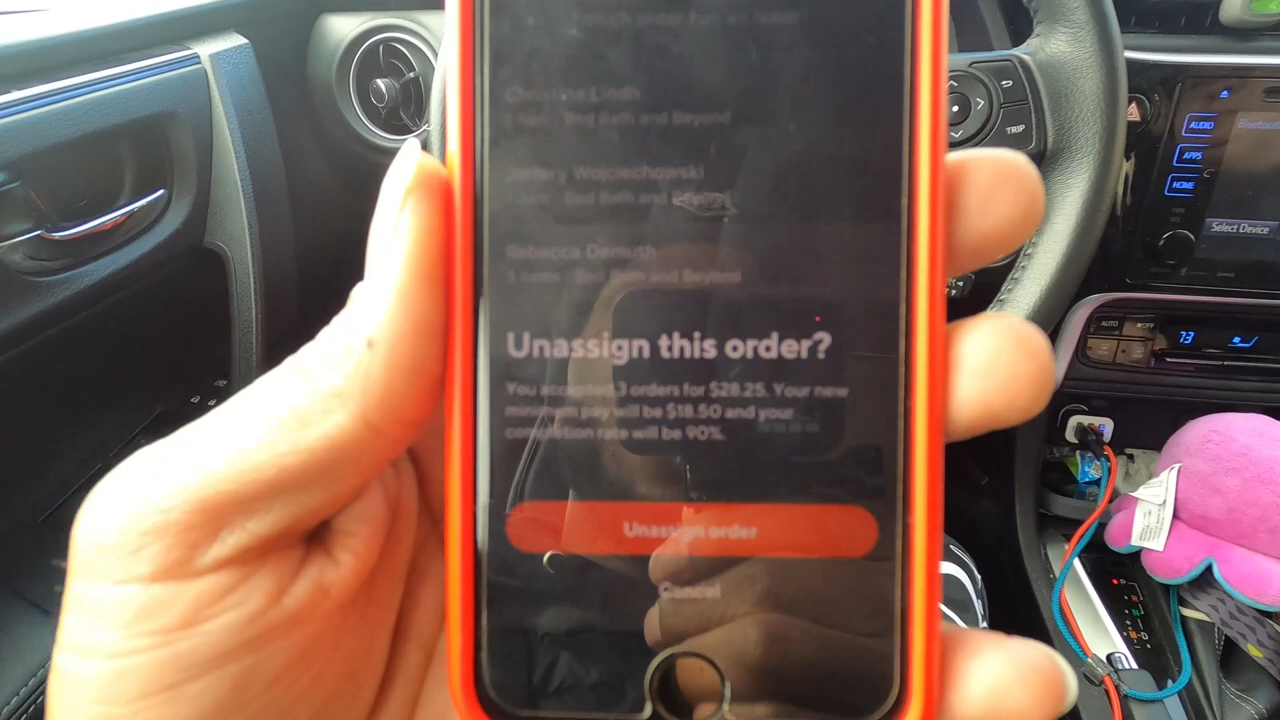 Christine Lindh
Bed Bath and Beyond
Wojciechowski
Bed Bath and
Rebecca Demuth
Bath and Beyond
Unassign this order?
You accepted 3 orders for $28.25. Your new
minimum pay will be $18.50 and your
completion rate will be 90%.
Unassign order
Cancel
TRIP
AUDIO
APPS
HOME
Select Device
AUTO
OFF
73